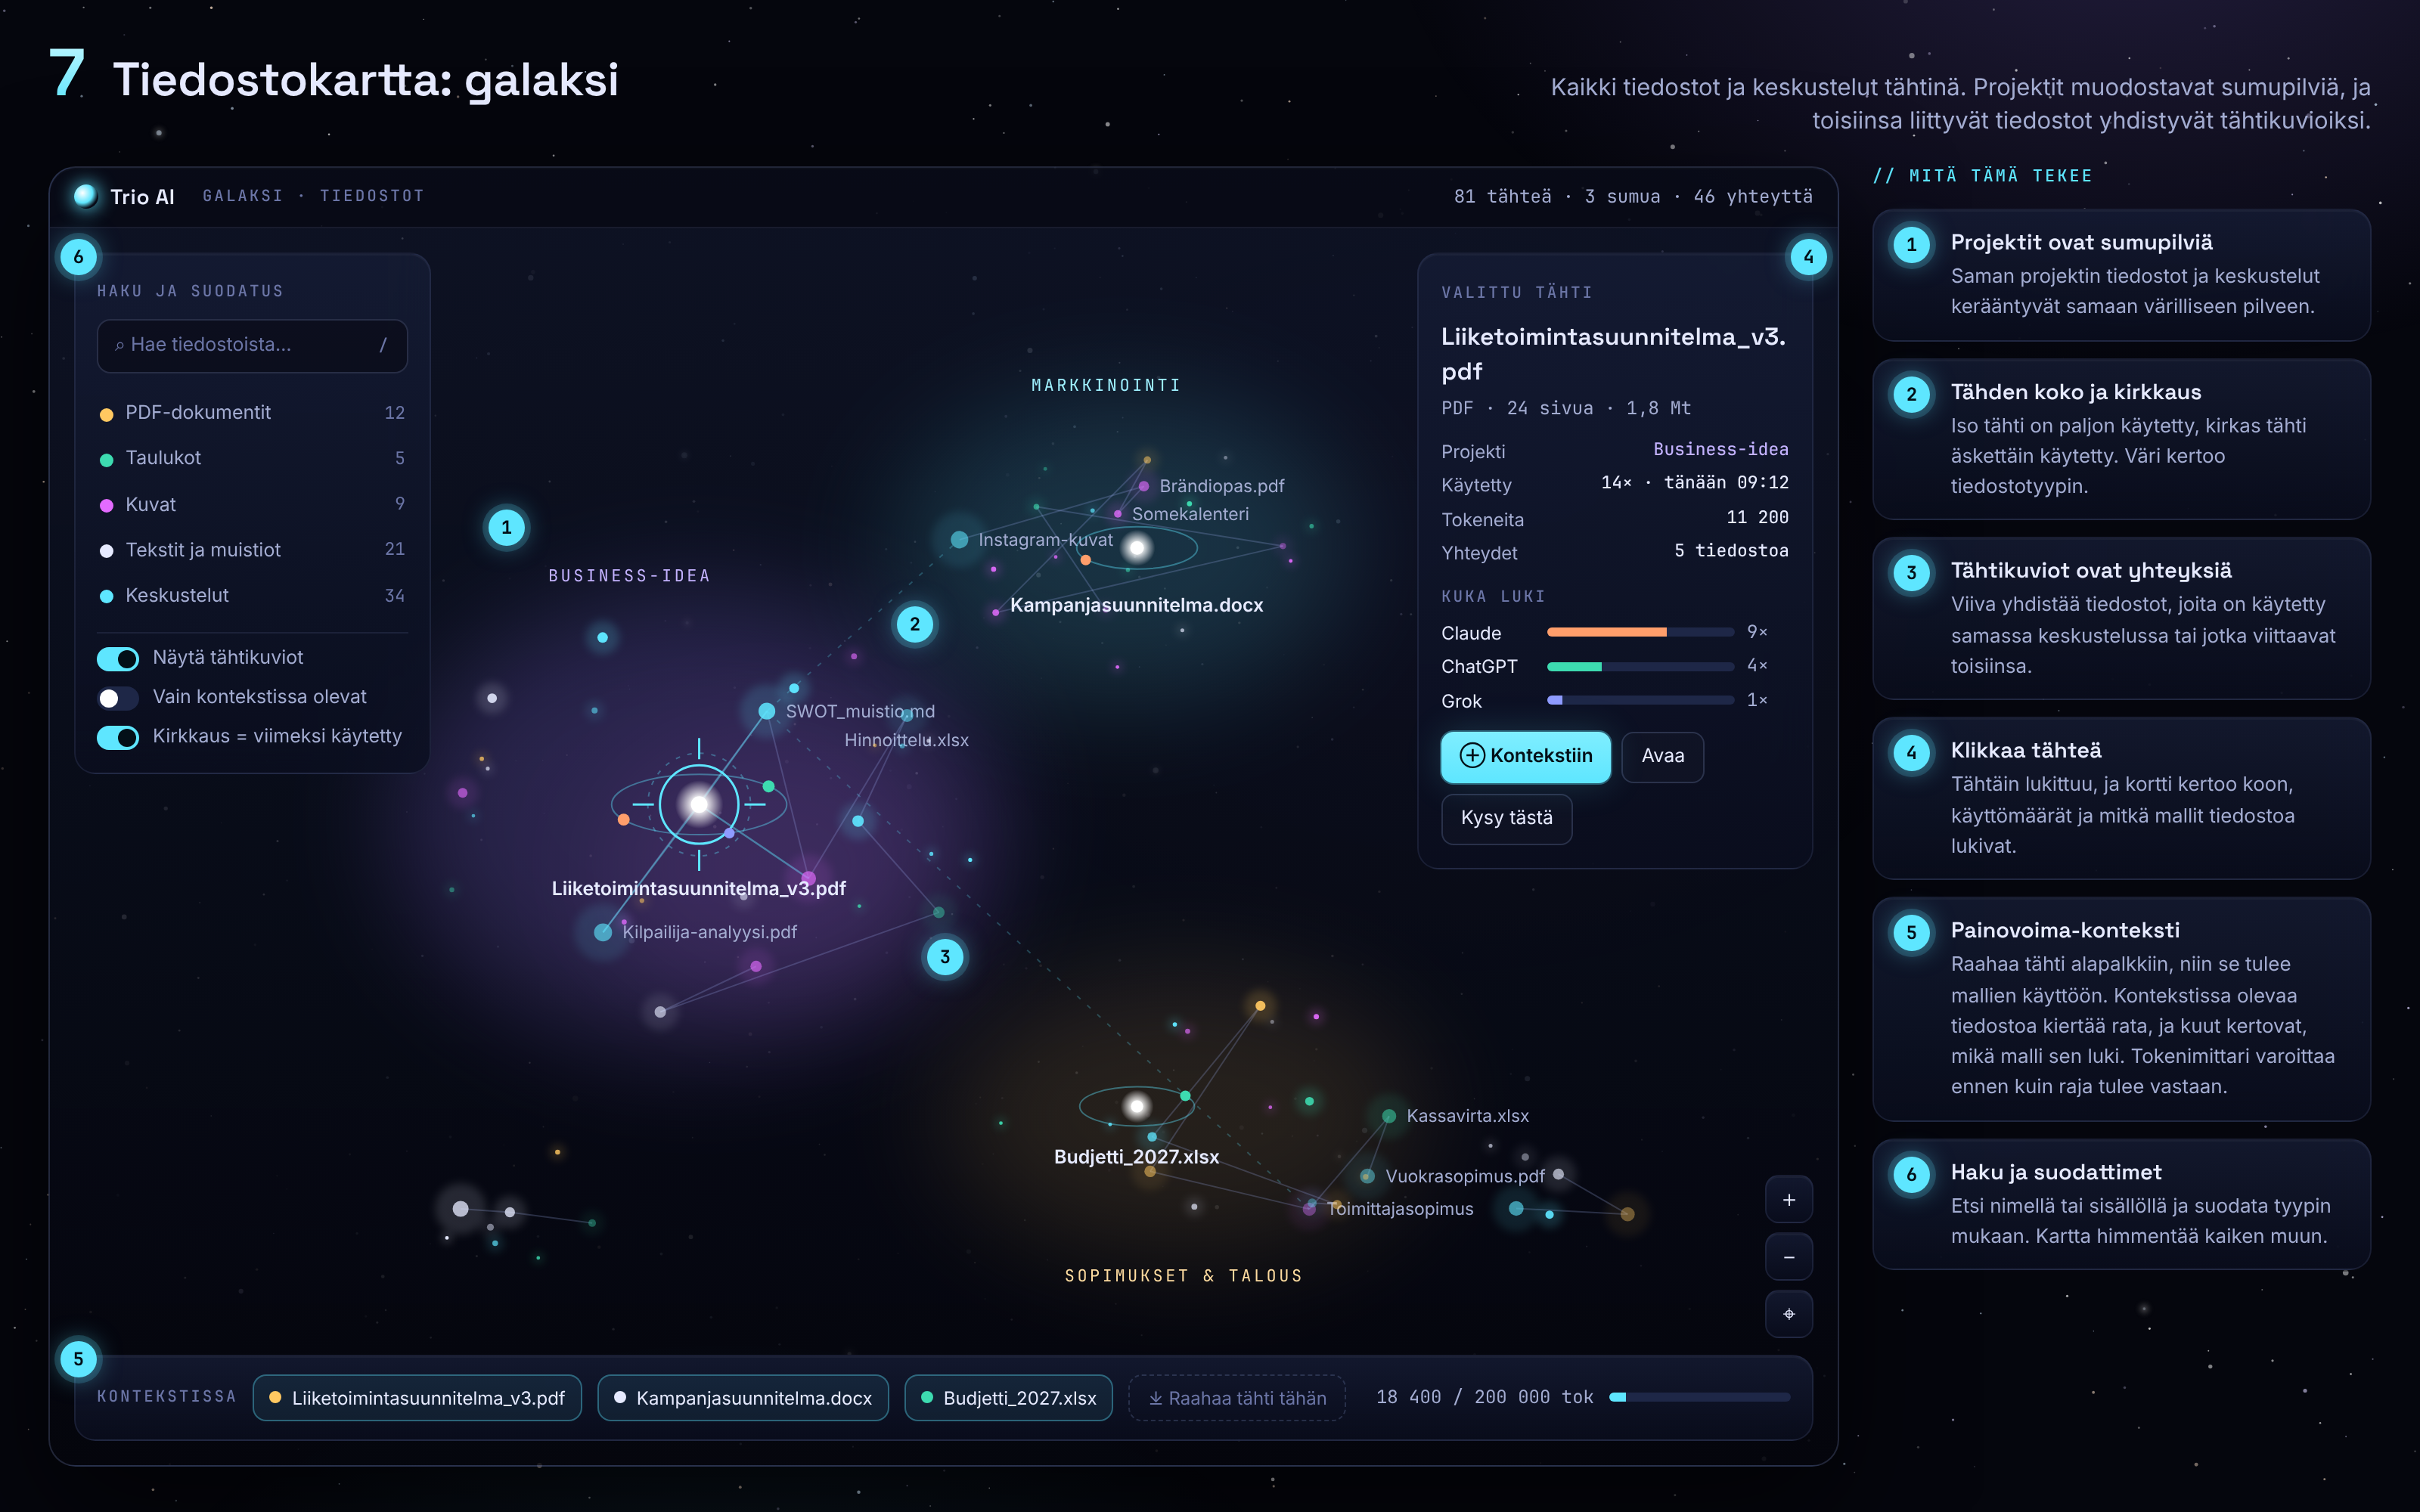 7 Tiedostokartta: galaksi
Kaikki tiedostot ja keskustelut tähtinä. Projektit muodostavat sumupilviä, ja
toisiinsa liittyvät tiedostot yhdistyvät tähtikuvioiksi.
Trio AI GALAKSI · TIEDOSTOT
81 tähteä · 3 sumua · 46 yhteyttä
6
HAKU JA SUODATUS
Hae tiedostoista... /
PDF-dokumentit 12
Taulukot 5
Kuvat 9
Tekstit ja muistiot 21
Keskustelut 34
Näytä tähtikuviot
Vain kontekstissa olevat
Kirkkaus = viimeksi käytetty
1
BUSINESS-IDEA
MARKKINOINTI
Brändiopas.pdf
Somekalenteri
Instagram-kuvat
Kampanjasuunnitelma.docx
2
SWOT_muistio.md
Hinnoittelu.xlsx
Liiketoimintasuunnitelma_v3.pdf
Kilpailija-analyysi.pdf
3
Kassavirta.xlsx
Budjetti_2027.xlsx
Vuokrasopimus.pdf
Toimittajasopimus
SOPIMUKSET & TALOUS
4
VALITTU TÄHTI
Liiketoimintasuunnitelma_v3.
pdf
PDF · 24 sivua · 1,8 Mt
Projekti Business-idea
Käytetty 14× · tänään 09:12
Tokeneita 11 200
Yhteydet 5 tiedostoa
KUKA LUKI
Claude 9×
ChatGPT 4×
Grok 1×
Kontekstiin
Avaa
Kysy tästä
+
−
5
KONTEKSTISSA
Liiketoimintasuunnitelma_v3.pdf
Kampanjasuunnitelma.docx
Budjetti_2027.xlsx
Raahaa tähti tähän
18 400 / 200 000 tok
// MITÄ TÄMÄ TEKEE
1 Projektit ovat sumupilviä
Saman projektin tiedostot ja keskustelut
kerääntyvät samaan värilliseen pilveen.
2 Tähden koko ja kirkkaus
Iso tähti on paljon käytetty, kirkas tähti
äskettäin käytetty. Väri kertoo
tiedostotyypin.
3 Tähtikuviot ovat yhteyksiä
Viiva yhdistää tiedostot, joita on käytetty
samassa keskustelussa tai jotka viittaavat
toisiinsa.
4 Klikkaa tähteä
Tähtäin lukittuu, ja kortti kertoo koon,
käyttömäärät ja mitkä mallit tiedostoa
lukivat.
5 Painovoima-konteksti
Raahaa tähti alapalkkiin, niin se tulee
mallien käyttöön. Kontekstissa olevaa
tiedostoa kiertää rata, ja kuut kertovat,
mikä malli sen luki. Tokenimittari varoittaa
ennen kuin raja tulee vastaan.
6 Haku ja suodattimet
Etsi nimellä tai sisällöllä ja suodata tyypin
mukaan. Kartta himmentää kaiken muun.